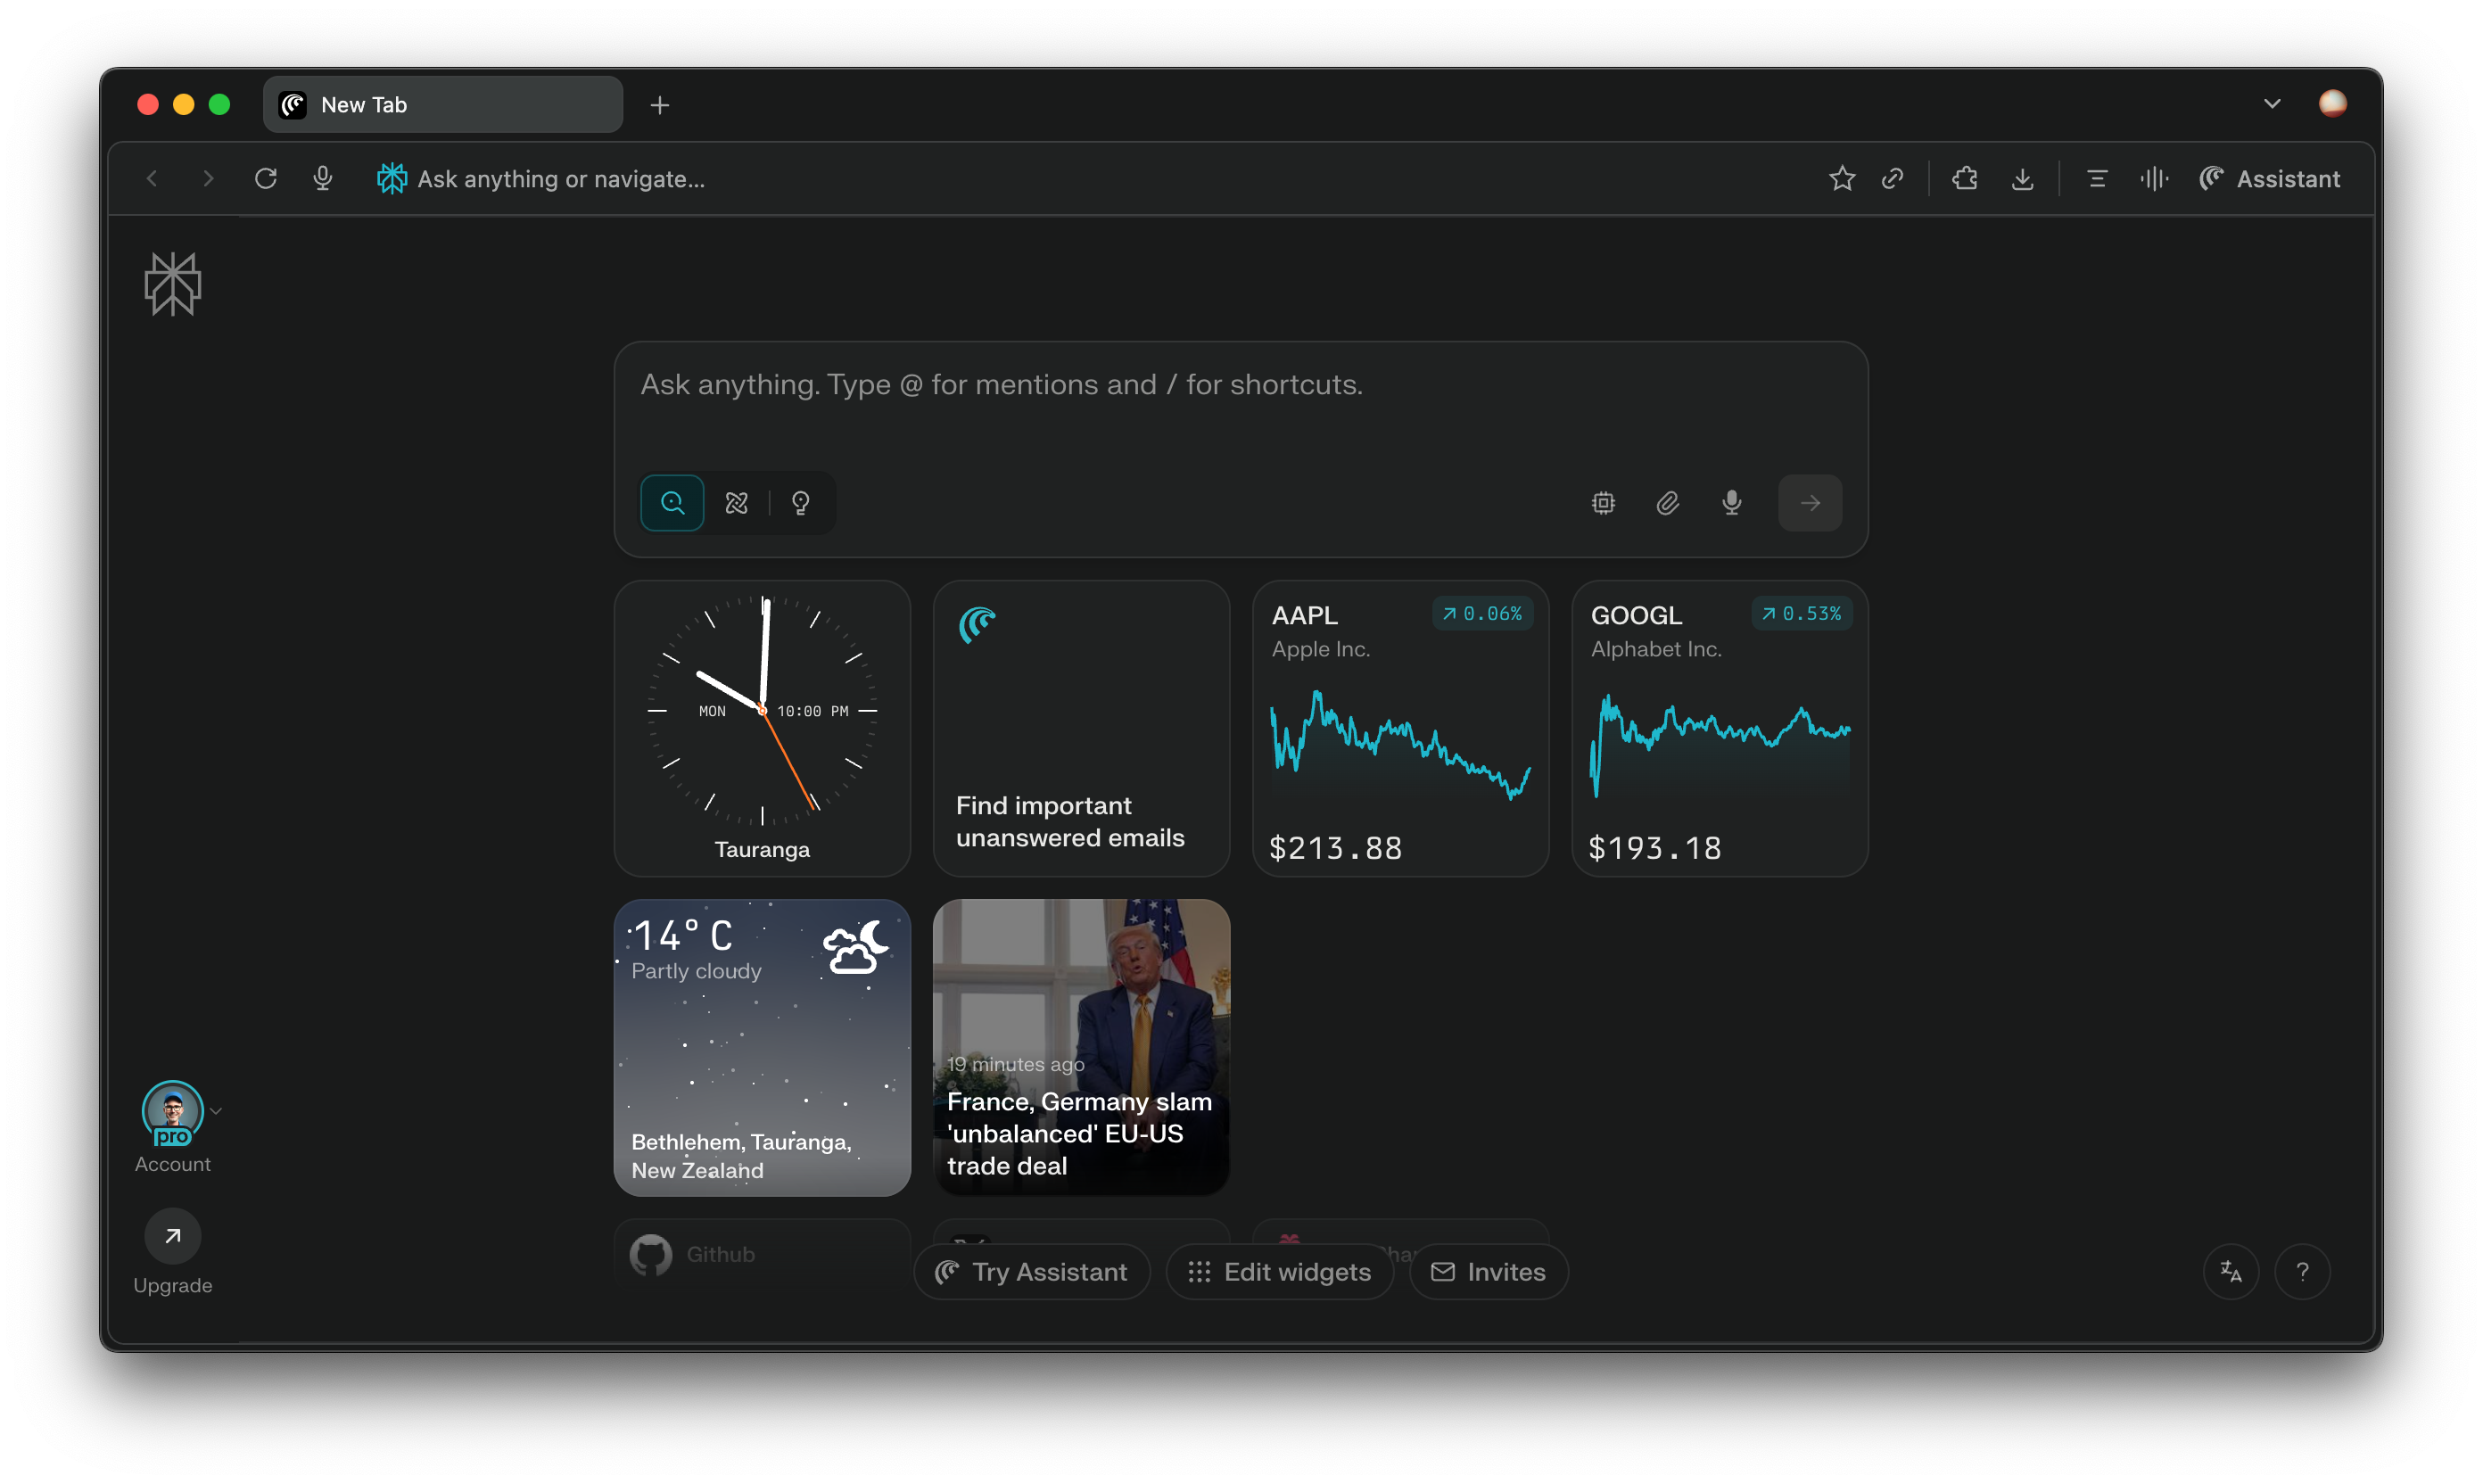 New Tab
Ask anything or navigate...
Assistant
Ask anything. Type @ for mentions and / for shortcuts.
MON 10:00 PM
Tauranga
Find important
unanswered emails
AAPL 0.06%
Apple Inc.
$213.88
GOOGL 0.53%
Alphabet Inc.
$193.18
14° C
Partly cloudy
Bethlehem, Tauranga,
New Zealand
19 minutes ago
France, Germany slam
'unbalanced' EU-US
trade deal
pro
Account
Upgrade
Github
Try Assistant
Edit widgets
Invites
?